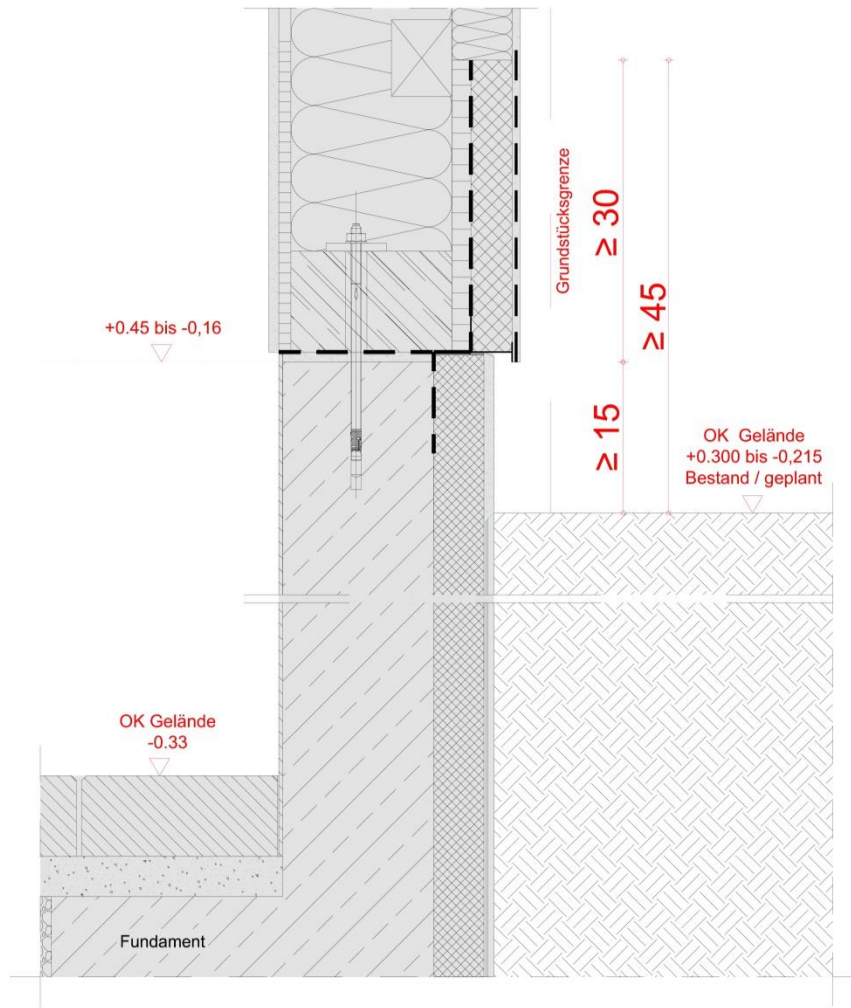 Grundstücksgrenze
≥ 30
≥ 45
≥ 15
+0.45 bis -0,16
OK Gelände
+0.300 bis -0,215
Bestand / geplant
OK Gelände
-0.33
Fundament